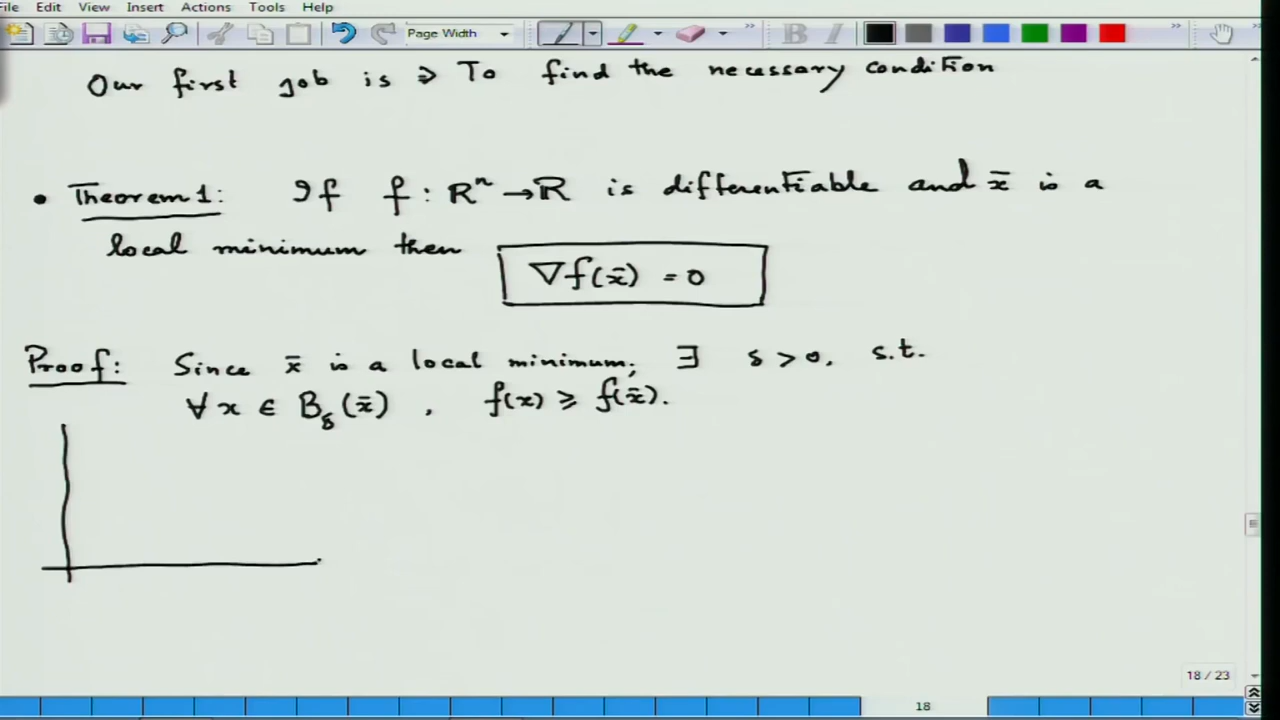 File Edit View Insert Actions Tools Help
Page Width
B I
Our first job is ⇒ To find the necessary condition
• Theorem 1: If f : Rⁿ → R is differentiable and x̄ is a
local minimum then ∇f(x̄) = 0
Proof: Since x̄ is a local minimum; ∃ δ > 0, s.t.
∀ x ∈ B_δ(x̄) , f(x) ≥ f(x̄).
18 / 23
18